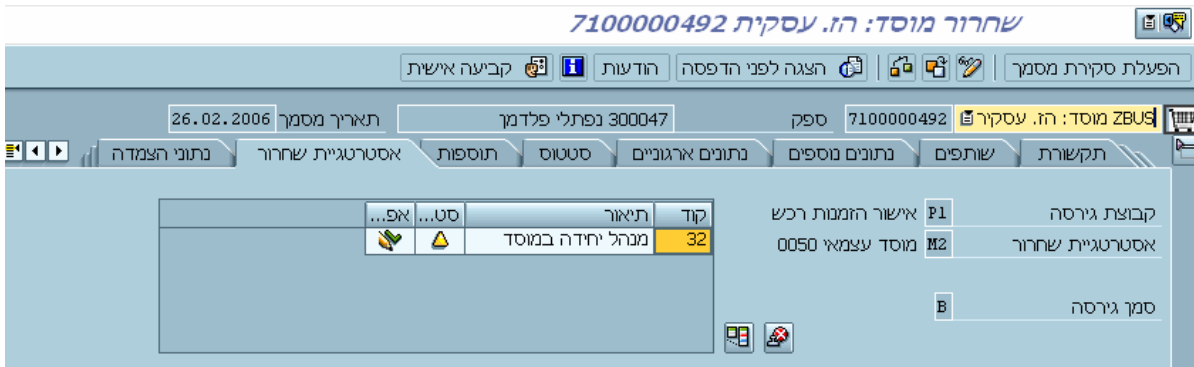 שחרור מוסד: הז. עסקית 7100000492
הפעלת סקירת מסמך הצגה לפני הדפסה הודעות קביעה אישית
ZBUS מוסד: הז. עסקיר 7100000492 ספק 300047 נפתלי פלדמן תאריך מסמך 26.02.2006
תקשורת שותפים נתונים נוספים נתונים ארגוניים סטטוס תוספות אסטרטגיית שחרור נתוני הצמדה
קבוצת גירסה P1 אישור הזמנות רכש
אסטרטגיית שחרור M2 מוסד עצמאי 0050
סמן גירסה B
קוד תיאור סט... אפ...
32 מנהל יחידה במוסד